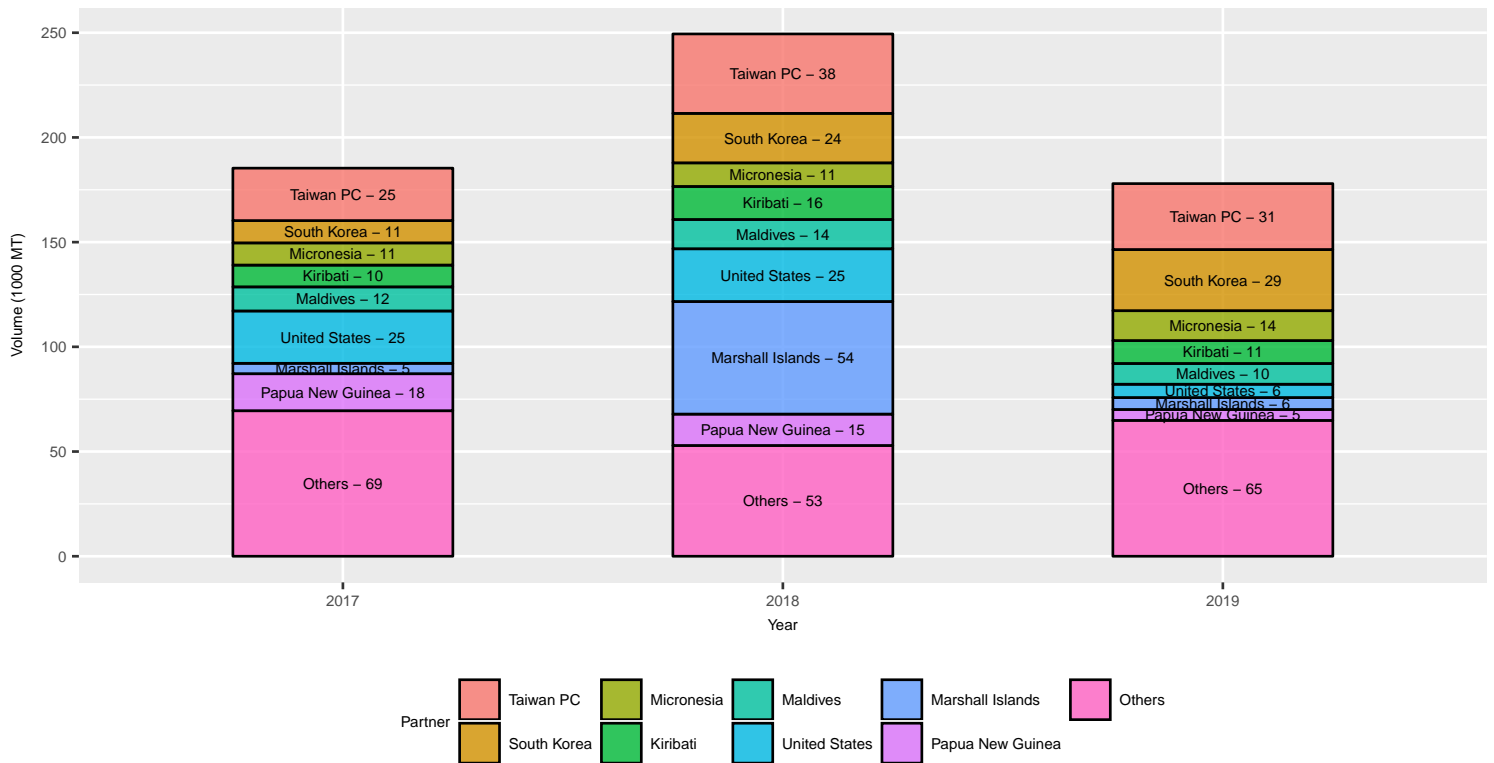 250
200
150
100
50
0
Volume (1000 MT)
Taiwan PC – 25
South Korea – 11
Micronesia – 11
Kiribati – 10
Maldives – 12
United States – 25
Marshall Islands – 5
Papua New Guinea – 18
Others – 69
Taiwan PC – 38
South Korea – 24
Micronesia – 11
Kiribati – 16
Maldives – 14
United States – 25
Marshall Islands – 54
Papua New Guinea – 15
Others – 53
Taiwan PC – 31
South Korea – 29
Micronesia – 14
Kiribati – 11
Maldives – 10
United States – 6
Marshall Islands – 6
Papua New Guinea – 5
Others – 65
2017 2018 2019
Year
Partner
Taiwan PC Micronesia Maldives Marshall Islands Others
South Korea Kiribati United States Papua New Guinea